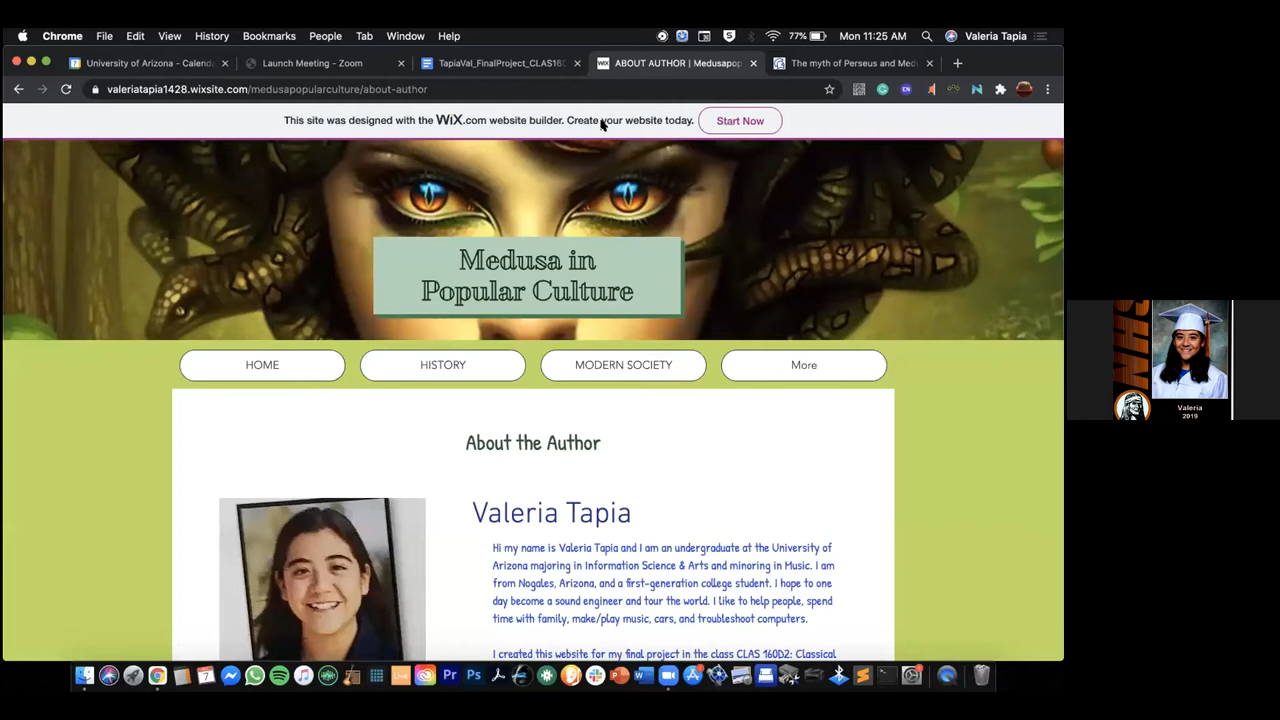 Chrome File Edit View History Bookmarks People Tab Window Help 77% Mon 11:25 AM Valeria Tapia
University of Arizona - Calenda Launch Meeting - Zoom TapiaVal_FinalProject_CLAS160 ABOUT AUTHOR | Medusapop The myth of Perseus and Med
valeriatapia1428.wixsite.com/medusapopularculture/about-author
This site was designed with the WiX.com website builder. Create your website today. Start Now
Medusa in
Popular Culture
HOME HISTORY MODERN SOCIETY More
About the Author
Valeria Tapia
Hi my name is Valeria Tapia and I am an undergraduate at the University of
Arizona majoring in Information Science & Arts and minoring in Music. I am
from Nogales, Arizona, and a first-generation college student. I hope to one
day become a sound engineer and tour the world. I like to help people, spend
time with family, make/play music, cars, and troubleshoot computers.
I created this website for my final project in the class CLAS 160D2: Classical
NHS
Valeria
2019
7
Live
Pr
Ps
W